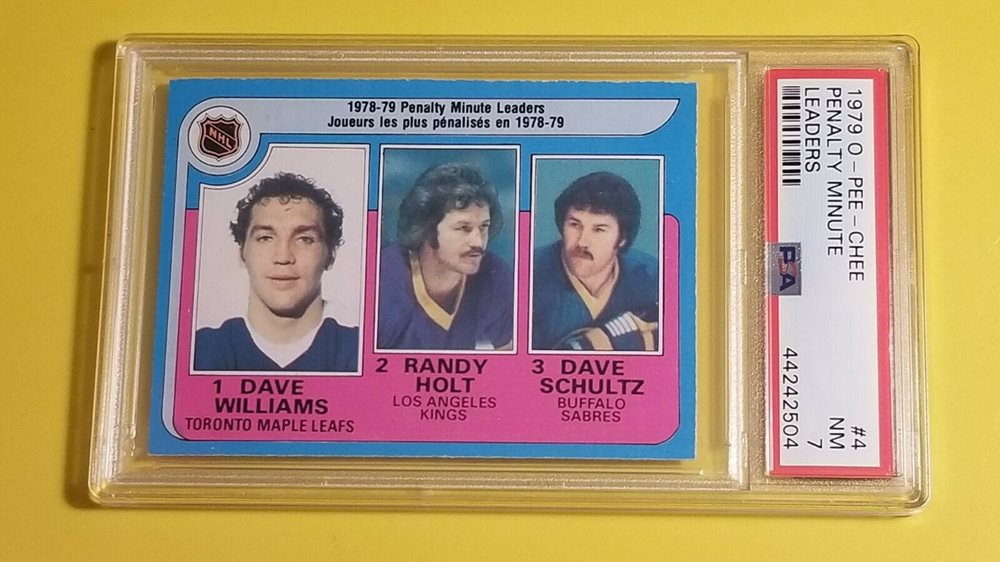 1978-79 Penalty Minute Leaders
Joueurs les plus pénalisés en 1978-79
NHL
1 DAVE
WILLIAMS
TORONTO MAPLE LEAFS
2 RANDY
HOLT
LOS ANGELES
KINGS
3 DAVE
SCHULTZ
BUFFALO
SABRES
1979 O-PEE-CHEE
PENALTY MINUTE
LEADERS
PSA
#4
NM
7
44242504